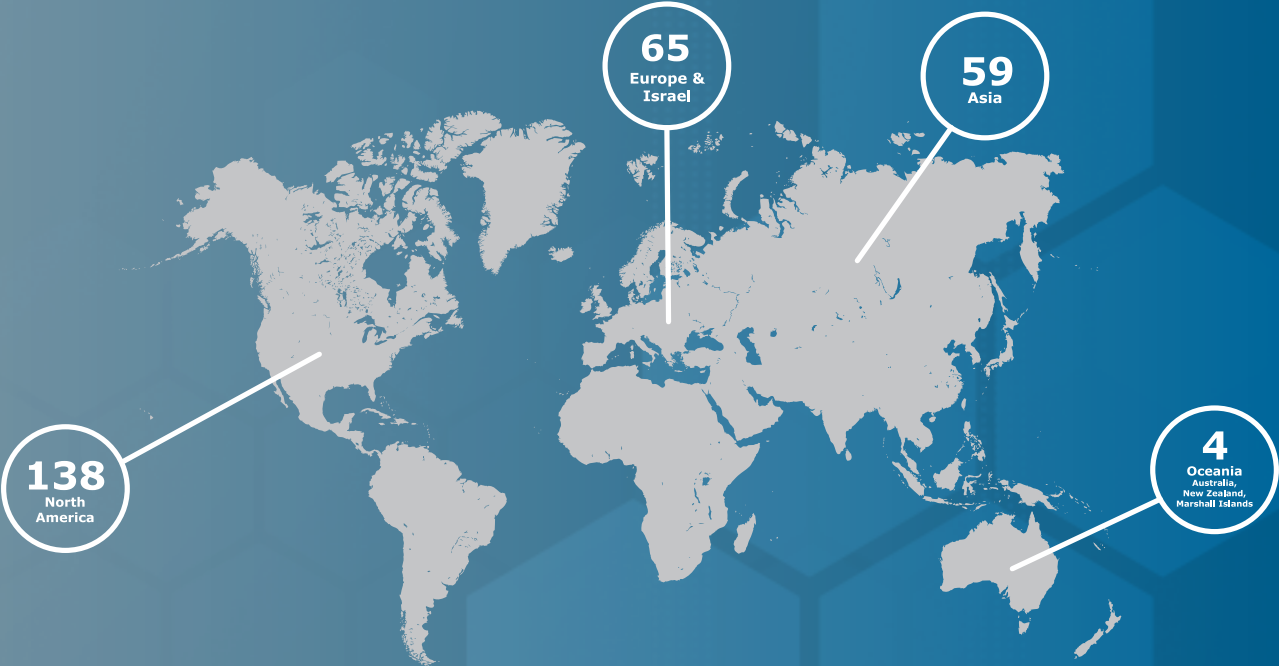 65
Europe &
Israel
59
Asia
138
North
America
4
Oceania
Australia,
New Zealand,
Marshall Islands